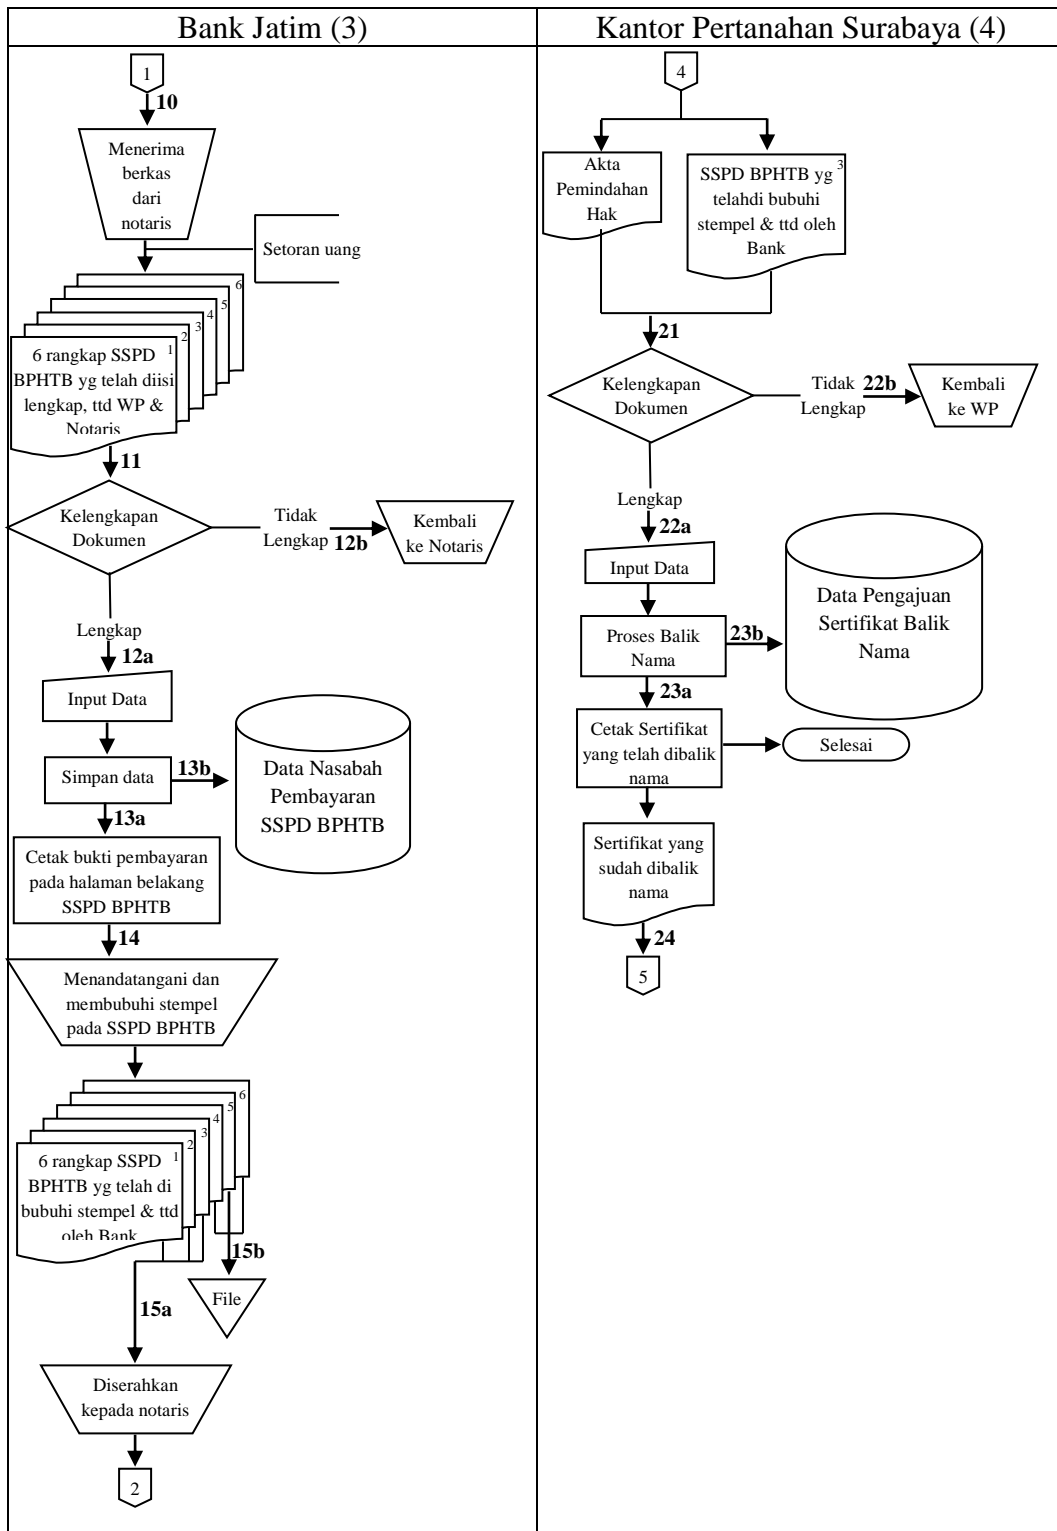 Bank Jatim (3)
1
10
Menerima
berkas
dari
notaris
Setoran uang
6
5
4
3
2
1
6 rangkap SSPD
BPHTB yg telah diisi
lengkap, ttd WP &
Notaris
11
Kelengkapan
Dokumen
Tidak
Lengkap
12b
Kembali
ke Notaris
Lengkap
12a
Input Data
Simpan data
13b
Data Nasabah
Pembayaran
SSPD BPHTB
13a
Cetak bukti pembayaran
pada halaman belakang
SSPD BPHTB
14
Menandatangani dan
membubuhi stempel
pada SSPD BPHTB
6
5
4
3
2
1
6 rangkap SSPD
BPHTB yg telah di
bubuhi stempel & ttd
oleh Bank
15b
File
15a
Diserahkan
kepada notaris
2
Kantor Pertanahan Surabaya (4)
4
Akta
Pemindahan
Hak
3
SSPD BPHTB yg
telahdi bubuhi
stempel & ttd oleh
Bank
21
Kelengkapan
Dokumen
Tidak
Lengkap
22b
Kembali
ke WP
Lengkap
22a
Input Data
Proses Balik
Nama
23b
Data Pengajuan
Sertifikat Balik
Nama
23a
Cetak Sertifikat
yang telah dibalik
nama
Selesai
Sertifikat yang
sudah dibalik
nama
24
5